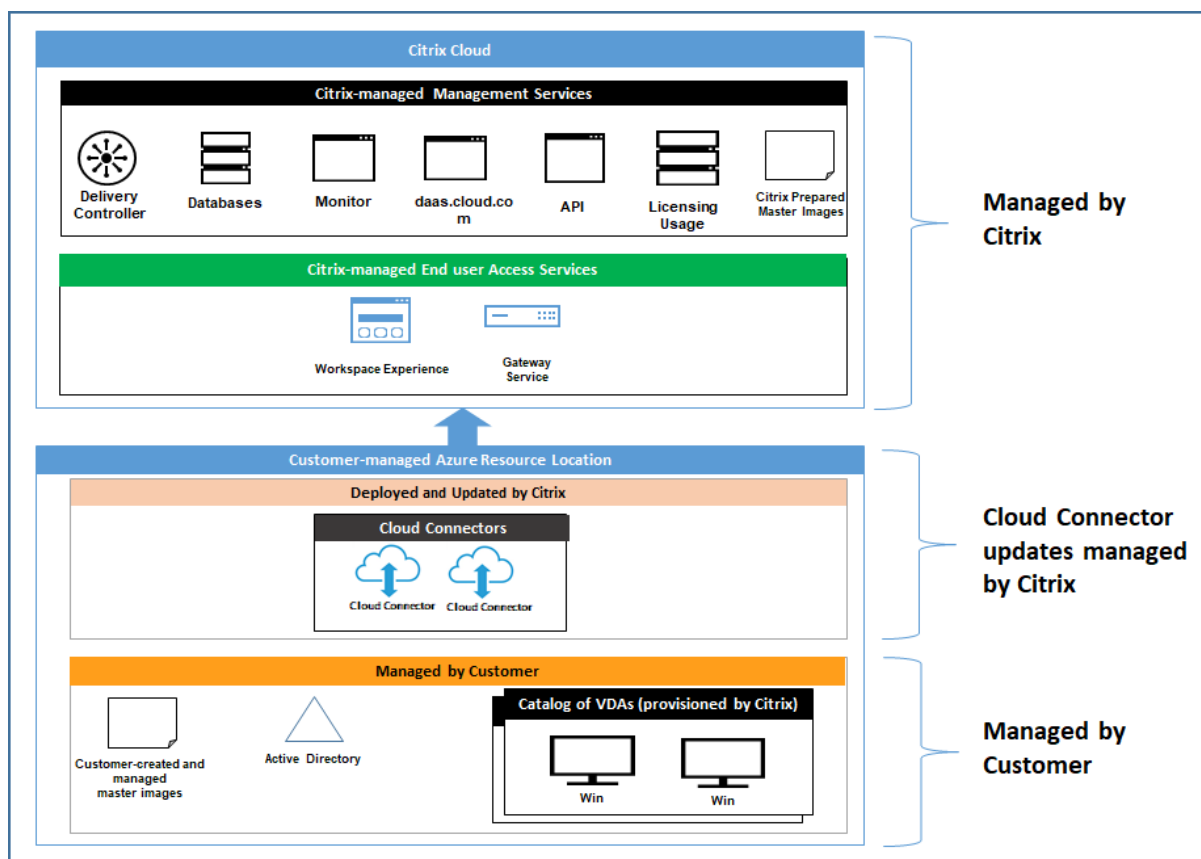 Citrix Cloud
Citrix-managed Management Services
Delivery
Controller
Databases
Monitor
daas.cloud.co
m
API
Licensing
Usage
Citrix Prepared
Master Images
Managed by
Citrix
Citrix-managed End user Access Services
Workspace Experience
Gateway
Service
Customer-managed Azure Resource Location
Deployed and Updated by Citrix
Cloud Connectors
Cloud Connector
Cloud Connector
Cloud Connector
updates managed
by Citrix
Managed by Customer
Customer-created and
managed
master images
Active Directory
Catalog of VDAs (provisioned by Citrix)
Win
Win
Managed by
Customer